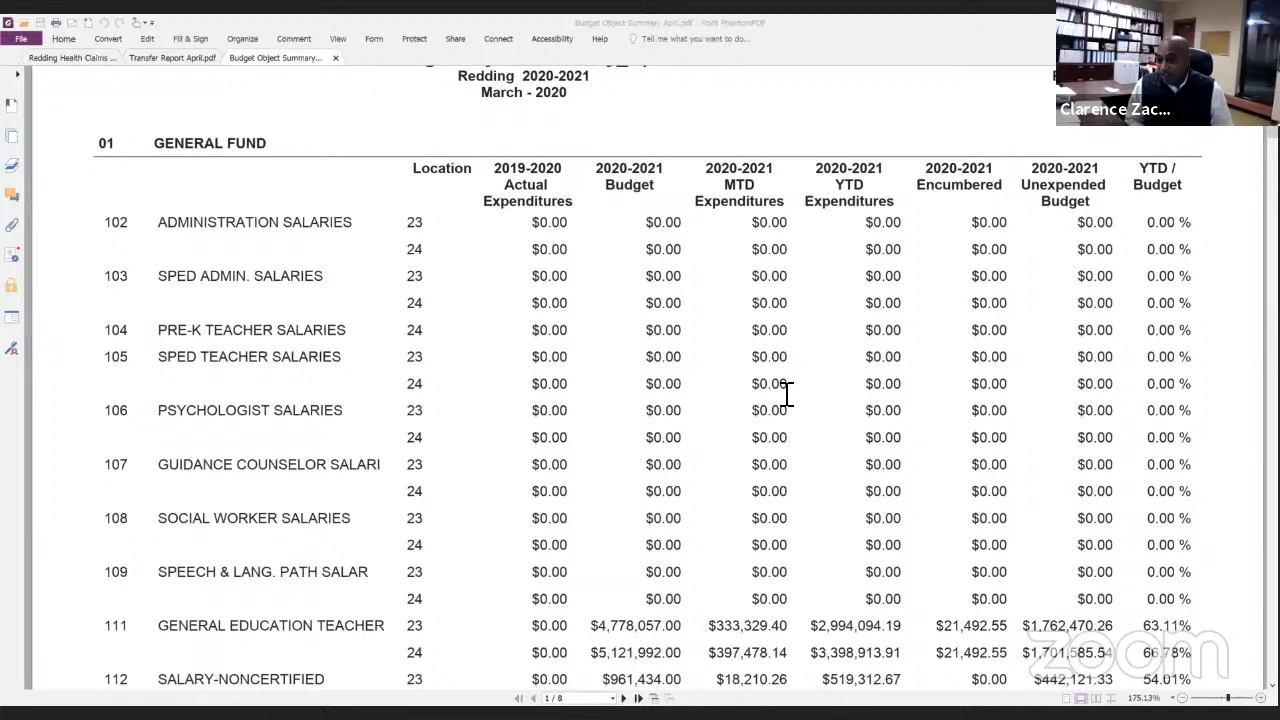 Budget Object Summary April.pdf - Foxit PhantomPDF
File Home Convert Edit Fill & Sign Organize Comment View Form Protect Share Connect Accessibility Help Tell me what you want to do...
Redding Health Claims ... Transfer Report April.pdf Budget Object Summary... ×
Redding 2020-2021
March - 2020
Clarence Zac...
01 GENERAL FUND
Location 2019-2020 Actual Expenditures 2020-2021 Budget 2020-2021 MTD Expenditures 2020-2021 YTD Expenditures 2020-2021 Encumbered 2020-2021 Unexpended Budget YTD / Budget
102 ADMINISTRATION SALARIES 23 $0.00 $0.00 $0.00 $0.00 $0.00 $0.00 0.00 %
24 $0.00 $0.00 $0.00 $0.00 $0.00 $0.00 0.00 %
103 SPED ADMIN. SALARIES 23 $0.00 $0.00 $0.00 $0.00 $0.00 $0.00 0.00 %
24 $0.00 $0.00 $0.00 $0.00 $0.00 $0.00 0.00 %
104 PRE-K TEACHER SALARIES 24 $0.00 $0.00 $0.00 $0.00 $0.00 $0.00 0.00 %
105 SPED TEACHER SALARIES 23 $0.00 $0.00 $0.00 $0.00 $0.00 $0.00 0.00 %
24 $0.00 $0.00 $0.00 $0.00 $0.00 $0.00 0.00 %
106 PSYCHOLOGIST SALARIES 23 $0.00 $0.00 $0.00 $0.00 $0.00 $0.00 0.00 %
24 $0.00 $0.00 $0.00 $0.00 $0.00 $0.00 0.00 %
107 GUIDANCE COUNSELOR SALARI 23 $0.00 $0.00 $0.00 $0.00 $0.00 $0.00 0.00 %
24 $0.00 $0.00 $0.00 $0.00 $0.00 $0.00 0.00 %
108 SOCIAL WORKER SALARIES 23 $0.00 $0.00 $0.00 $0.00 $0.00 $0.00 0.00 %
24 $0.00 $0.00 $0.00 $0.00 $0.00 $0.00 0.00 %
109 SPEECH & LANG. PATH SALAR 23 $0.00 $0.00 $0.00 $0.00 $0.00 $0.00 0.00 %
24 $0.00 $0.00 $0.00 $0.00 $0.00 $0.00 0.00 %
111 GENERAL EDUCATION TEACHER 23 $0.00 $4,778,057.00 $333,329.40 $2,994,094.19 $21,492.55 $1,762,470.26 63.11%
24 $0.00 $5,121,992.00 $397,478.14 $3,398,913.91 $21,492.55 $1,701,585.54 66.78%
112 SALARY-NONCERTIFIED 23 $0.00 $961,434.00 $18,210.26 $519,312.67 $0.00 $442,121.33 54.01%
zoom
1 / 8
175.13%